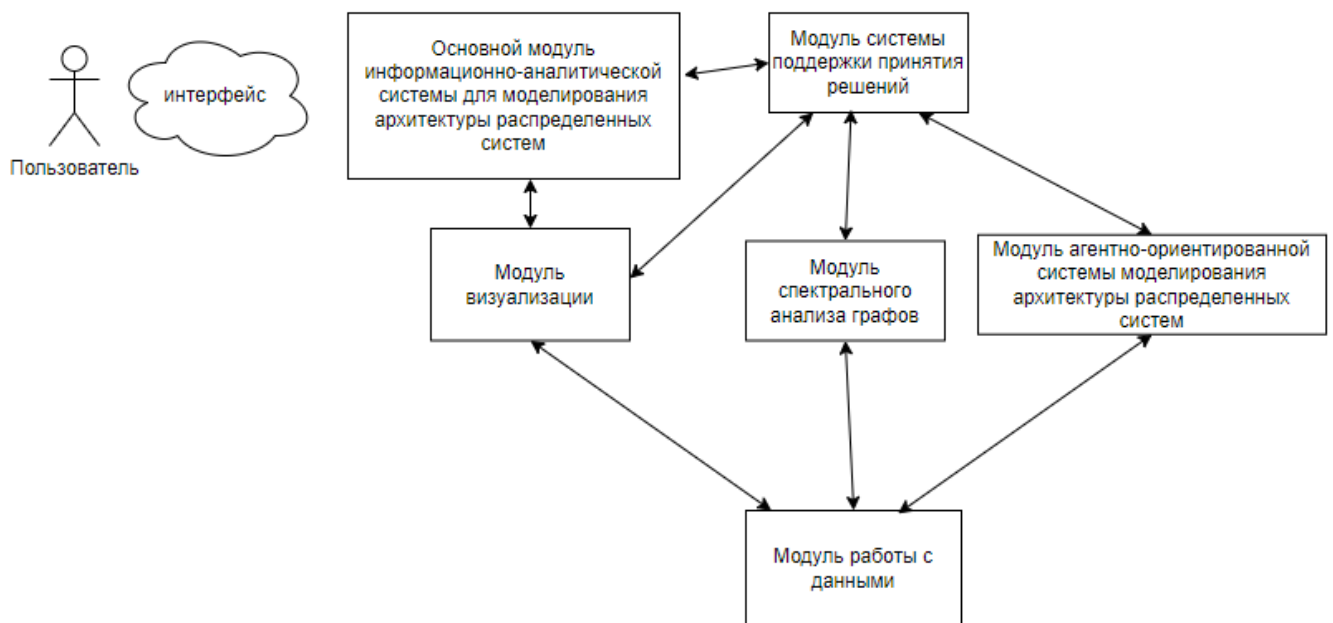 Пользователь
интерфейс
Основной модуль
информационно-аналитической
системы для моделирования
архитектуры распределенных
систем
Модуль системы
поддержки принятия
решений
Модуль
визуализации
Модуль
спектрального
анализа графов
Модуль агентно-ориентированной
системы моделирования
архитектуры распределенных
систем
Модуль работы с
данными